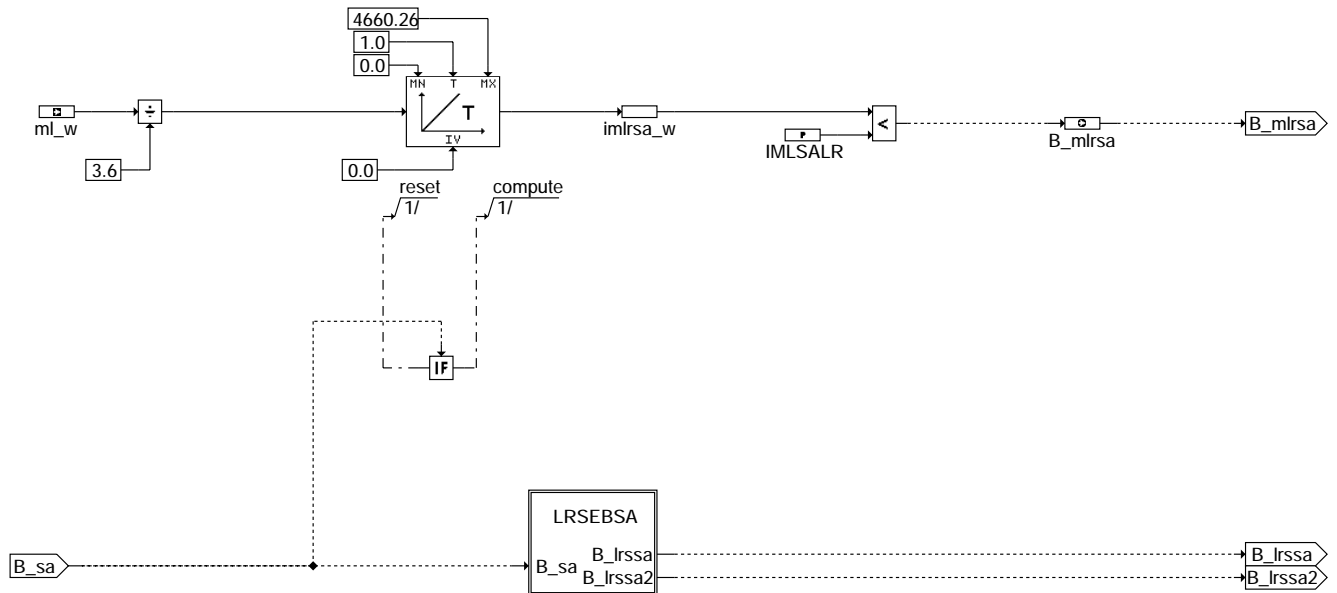 4660.26
1.0
0.0
MN T MX
T
IV
ml_w
÷
3.6
0.0
imlrsa_w
P
IMLSALR
<
B_mlrsa
B_mlrsa
reset
1/
compute
1/
IF
LRSEBSA
B_sa
B_sa
B_lrssa
B_lrssa2
B_lrssa
B_lrssa2